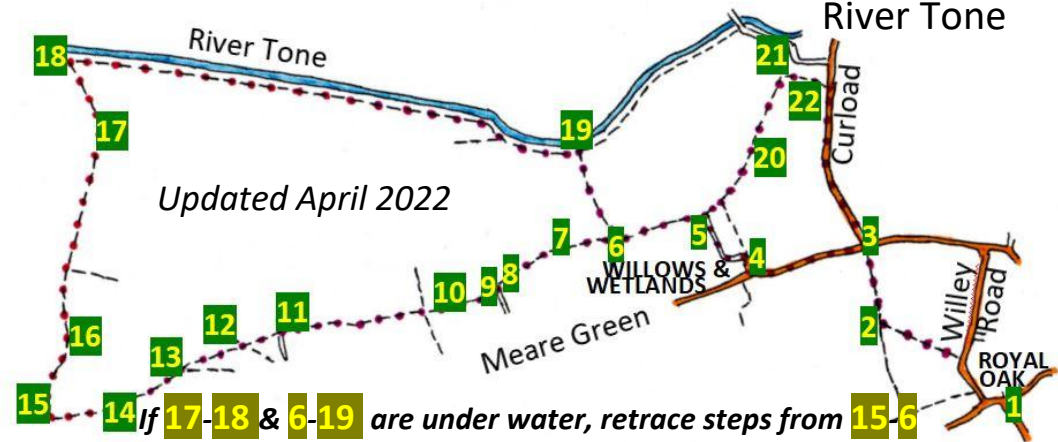 River Tone
18
River Tone
21
17
19
22
Curload
20
Updated April 2022
7
6
5
3
8
4
WILLOWS &
WETLANDS
9
10
11
12
Meare Green
Willey
Road
2
16
13
ROYAL
OAK
15
14
1
If 17-18 & 6-19 are under water, retrace steps from 15-6